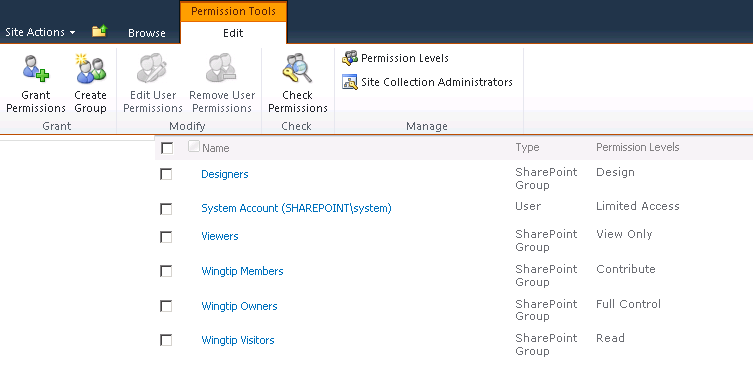 Permission Tools
Site Actions Browse Edit
Grant Permissions
Create Group
Edit User Permissions
Remove User Permissions
Check Permissions
Permission Levels
Site Collection Administrators
Grant Modify Check Manage
Name Type Permission Levels
Designers SharePoint Group Design
System Account (SHAREPOINT\system) User Limited Access
Viewers SharePoint Group View Only
Wingtip Members SharePoint Group Contribute
Wingtip Owners SharePoint Group Full Control
Wingtip Visitors SharePoint Group Read